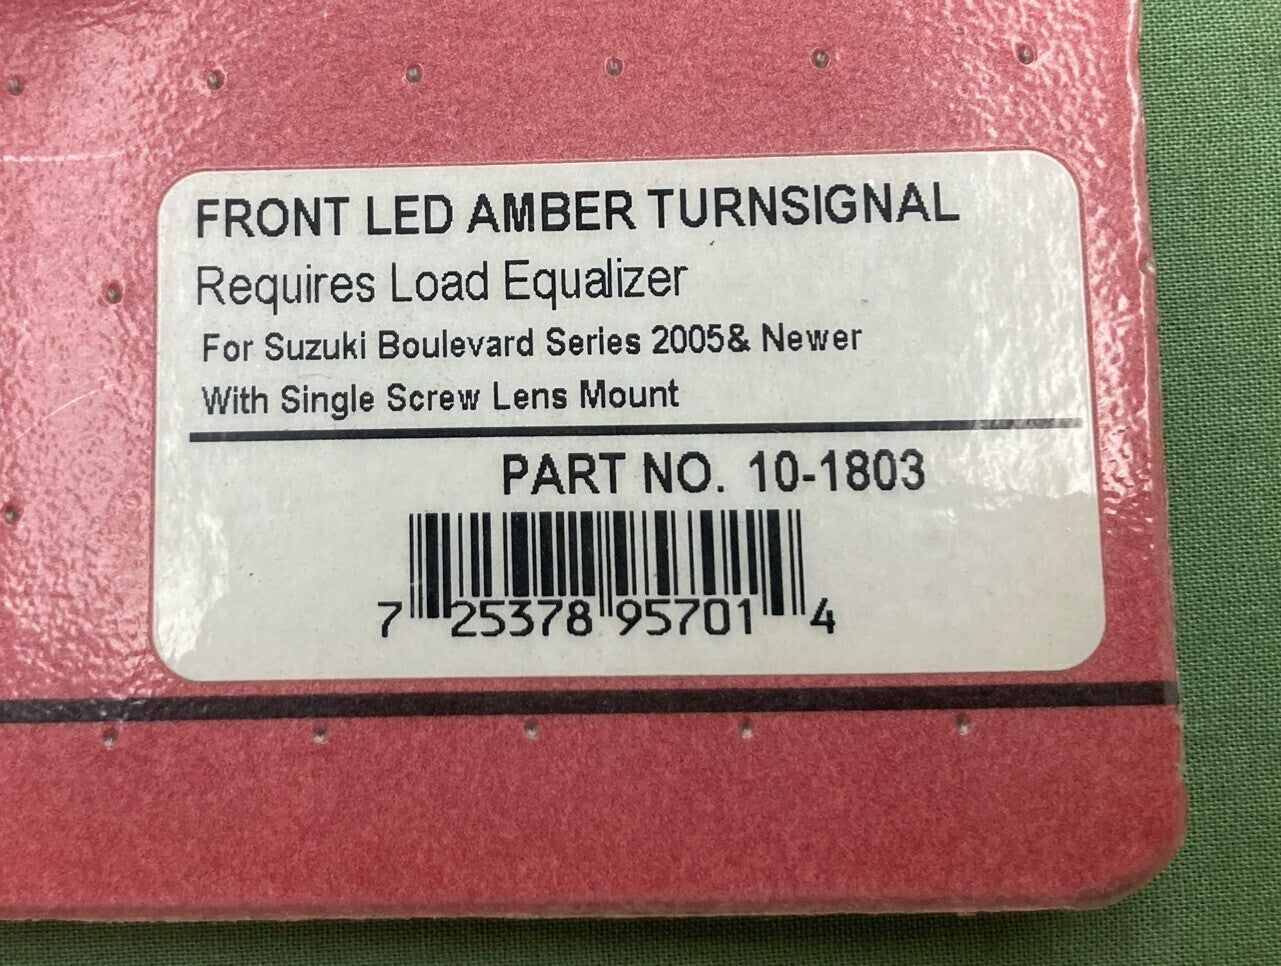 FRONT LED AMBER TURNSIGNAL
Requires Load Equalizer
For Suzuki Boulevard Series 2005& Newer
With Single Screw Lens Mount
PART NO. 10-1803
7 25378 95701 4